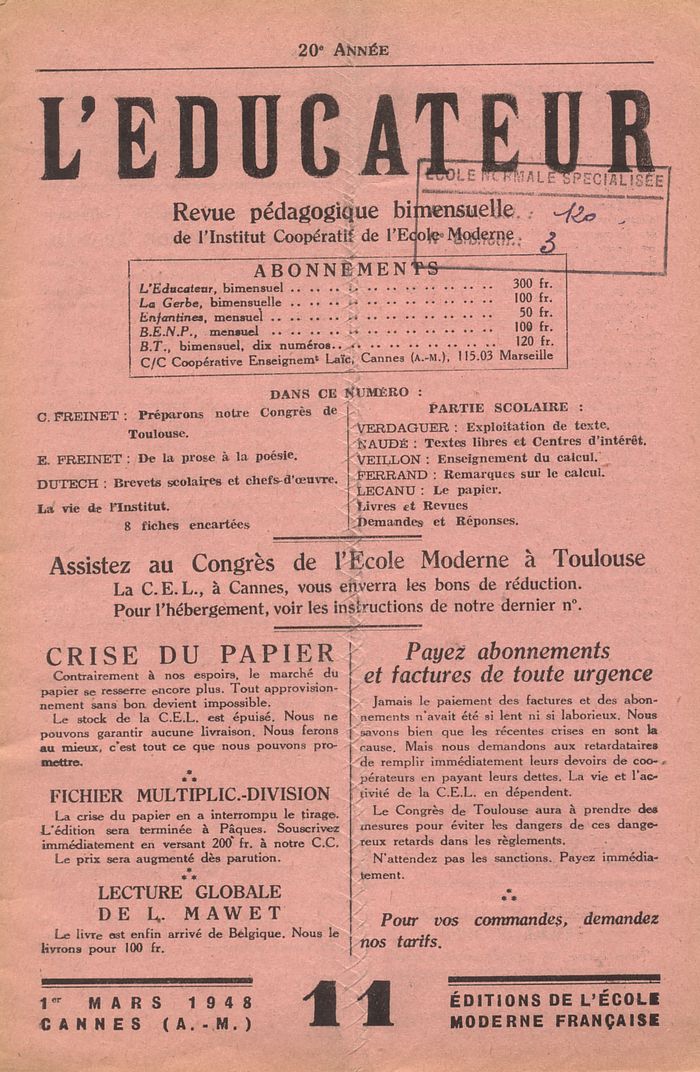 20e ANNÉE
L'EDUCATEUR
ÉCOLE NORMALE SPECIALISÉE
Revue pédagogique bimensuelle
: 120
de l'Institut Coopératif de l'Ecole Moderne
: 3
ABONNEMENTS
L'Educateur, bimensuel .. .. .. .. .. .. .. .. .. .. .. .. .. .. 300 fr.
La Gerbe, bimensuelle .. .. .. .. .. .. .. .. .. .. .. .. .. .. 100 fr.
Enfantines, mensuel .. .. .. .. .. .. .. .. .. .. .. .. .. .. .. 50 fr.
B.E.N.P., mensuel .. .. .. .. .. .. .. .. .. .. .. .. .. .. .. 100 fr.
B.T., bimensuel, dix numéros.. .. .. .. .. .. .. .. .. .. .. 120 fr.
C/C Coopérative Enseignemt Laïc, Cannes (A.-M.), 115.03 Marseille
DANS CE NUMÉRO :
C. FREINET : Préparons notre Congrès de
Toulouse.
E. FREINET : De la prose à la poésie.
DUTECH : Brevets scolaires et chefs-d'œuvre.
La vie de l'Institut.
8 fiches encartées
PARTIE SCOLAIRE :
VERDAGUER : Exploitation de texte.
NAUDÉ : Textes libres et Centres d'intérêt.
VEILLON : Enseignement du calcul.
FERRAND : Remarques sur le calcul.
LECANU : Le papier.
Livres et Revues
Demandes et Réponses.
Assistez au Congrès de l'Ecole Moderne à Toulouse
La C.E.L., à Cannes, vous enverra les bons de réduction.
Pour l'hébergement, voir les instructions de notre dernier n°.
CRISE DU PAPIER
Contrairement à nos espoirs, le marché du
papier se resserre encore plus. Tout approvision-
nement sans bon devient impossible.
Le stock de la C.E.L. est épuisé. Nous ne
pouvons garantir aucune livraison. Nous ferons
au mieux, c'est tout ce que nous pouvons pro-
mettre.
FICHIER MULTIPLIC.-DIVISION
La crise du papier en a interrompu le tirage.
L'édition sera terminée à Pâques. Souscrivez
immédiatement en versant 200 fr. à notre C.C.
Le prix sera augmenté dès parution.
LECTURE GLOBALE
DE L. MAWET
Le livre est enfin arrivé de Belgique. Nous le
livrons pour 100 fr.
Payez abonnements
et factures de toute urgence
Jamais le paiement des factures et des abon-
nements n'avait été si lent ni si laborieux. Nous
savons bien que les récentes crises en sont la
cause. Mais nous demandons aux retardataires
de remplir immédiatement leurs devoirs de coo-
pérateurs en payant leurs dettes. La vie et l'ac-
tivité de la C.E.L. en dépendent.
Le Congrès de Toulouse aura à prendre des
mesures pour éviter les dangers de ces dange-
reux retards dans les règlements.
N'attendez pas les sanctions. Payez immédia-
tement.
Pour vos commandes, demandez
nos tarifs.
1er MARS 1948
CANNES (A.-M.)
11
ÉDITIONS DE L'ÉCOLE
MODERNE FRANÇAISE